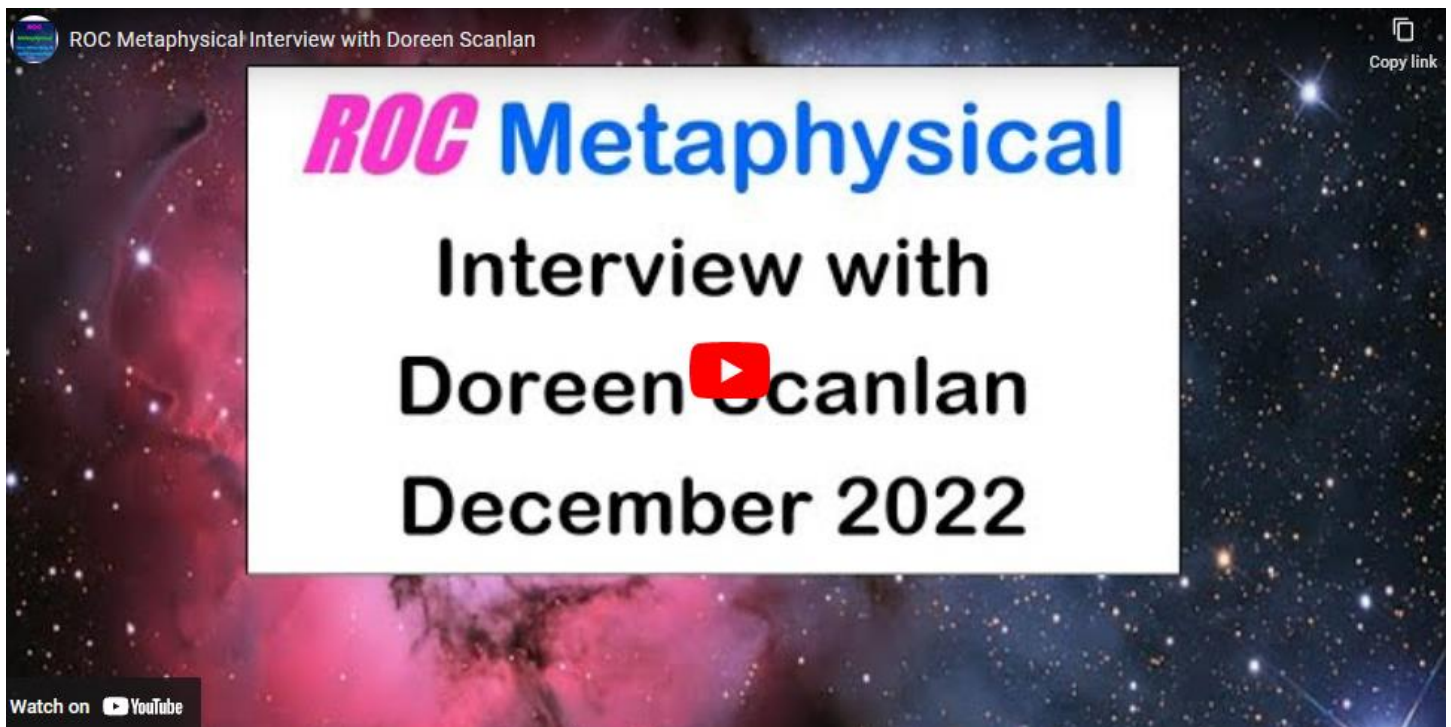 ROC Metaphysical Interview with Doreen Scanlan
Copy link
ROC Metaphysical
Interview with
Doreen Scanlan
December 2022
Watch on YouTube